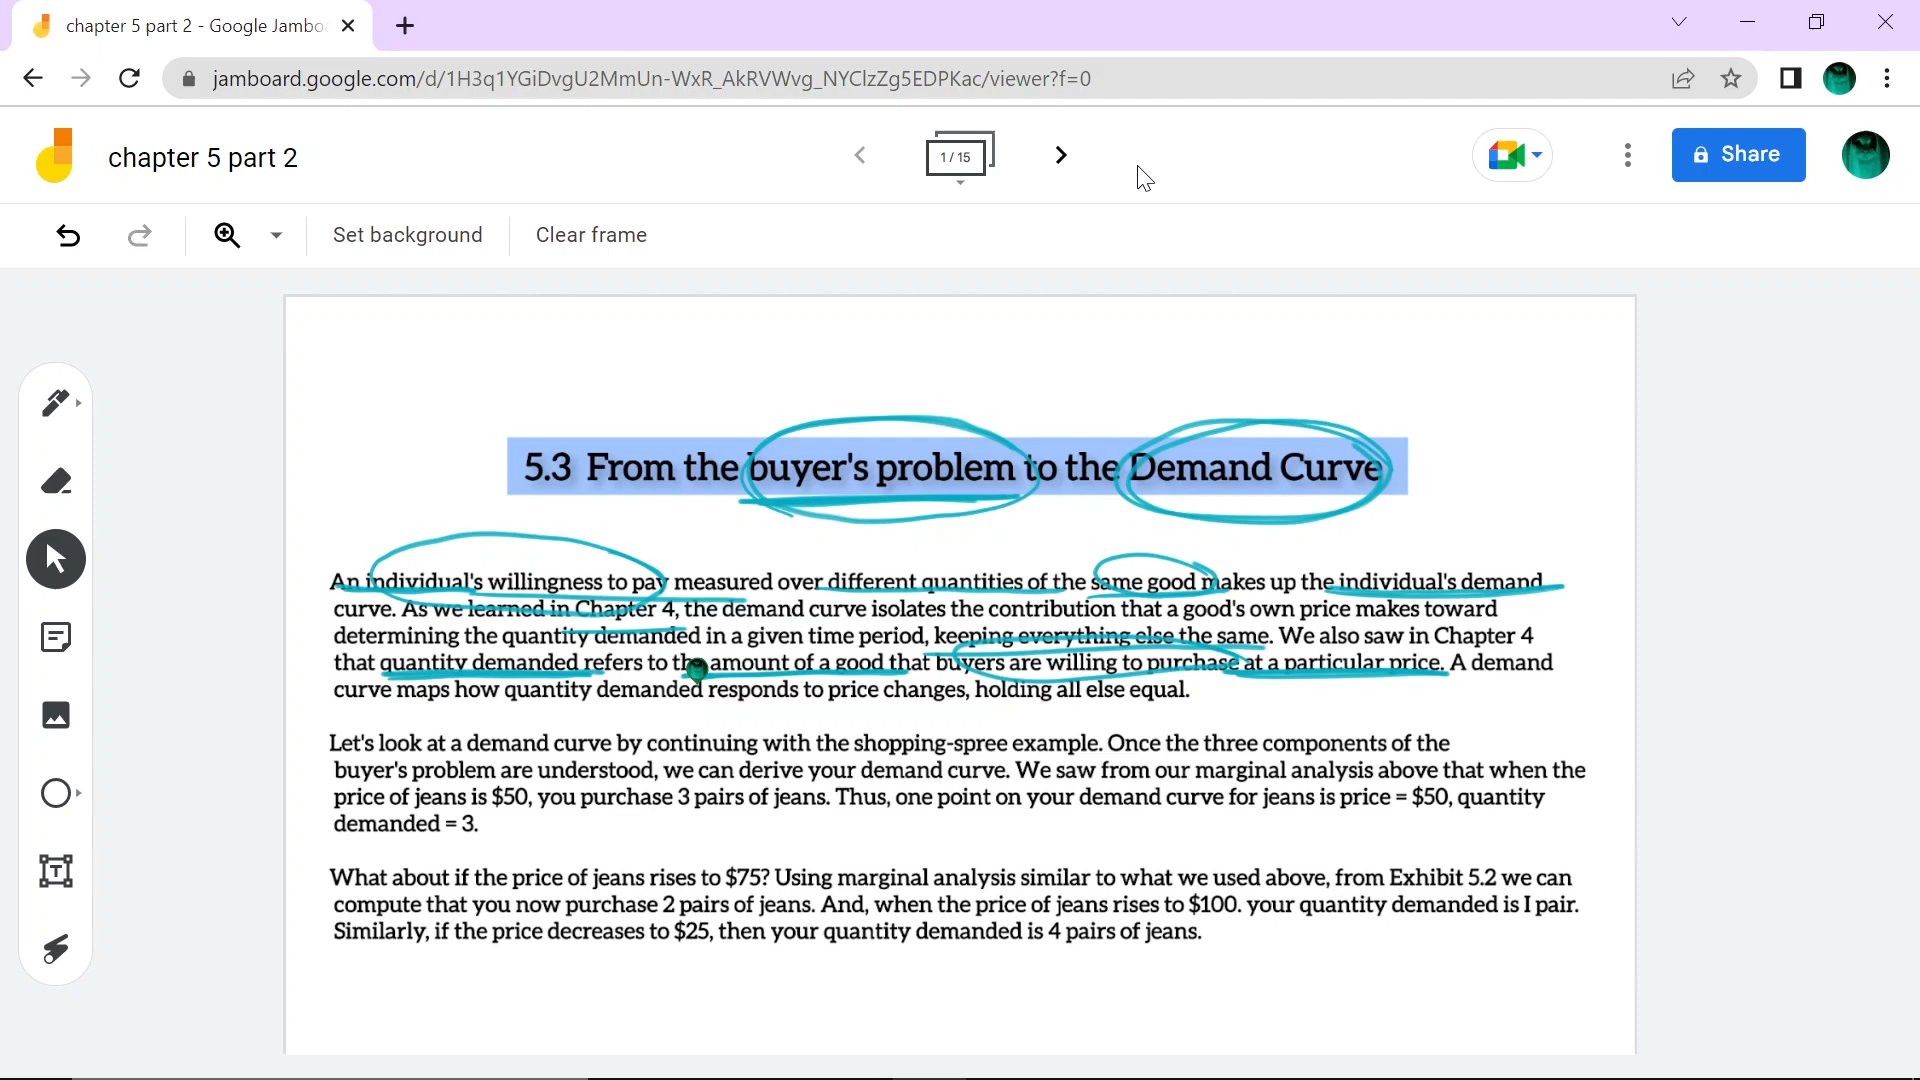 chapter 5 part 2 - Google Jambo
jamboard.google.com/d/1H3q1YGiDvgU2MmUn-WxR_AkRVWvg_NYClzZg5EDPKac/viewer?f=0
chapter 5 part 2
1 / 15
Share
Set background
Clear frame
5.3 From the buyer's problem to the Demand Curve
An individual's willingness to pay measured over different quantities of the same good makes up the individual's demand
curve. As we learned in Chapter 4, the demand curve isolates the contribution that a good's own price makes toward
determining the quantity demanded in a given time period, keeping everything else the same. We also saw in Chapter 4
that quantity demanded refers to the amount of a good that buyers are willing to purchase at a particular price. A demand
curve maps how quantity demanded responds to price changes, holding all else equal.
Let's look at a demand curve by continuing with the shopping-spree example. Once the three components of the
buyer's problem are understood, we can derive your demand curve. We saw from our marginal analysis above that when the
price of jeans is $50, you purchase 3 pairs of jeans. Thus, one point on your demand curve for jeans is price = $50, quantity
demanded = 3.
What about if the price of jeans rises to $75? Using marginal analysis similar to what we used above, from Exhibit 5.2 we can
compute that you now purchase 2 pairs of jeans. And, when the price of jeans rises to $100. your quantity demanded is I pair.
Similarly, if the price decreases to $25, then your quantity demanded is 4 pairs of jeans.